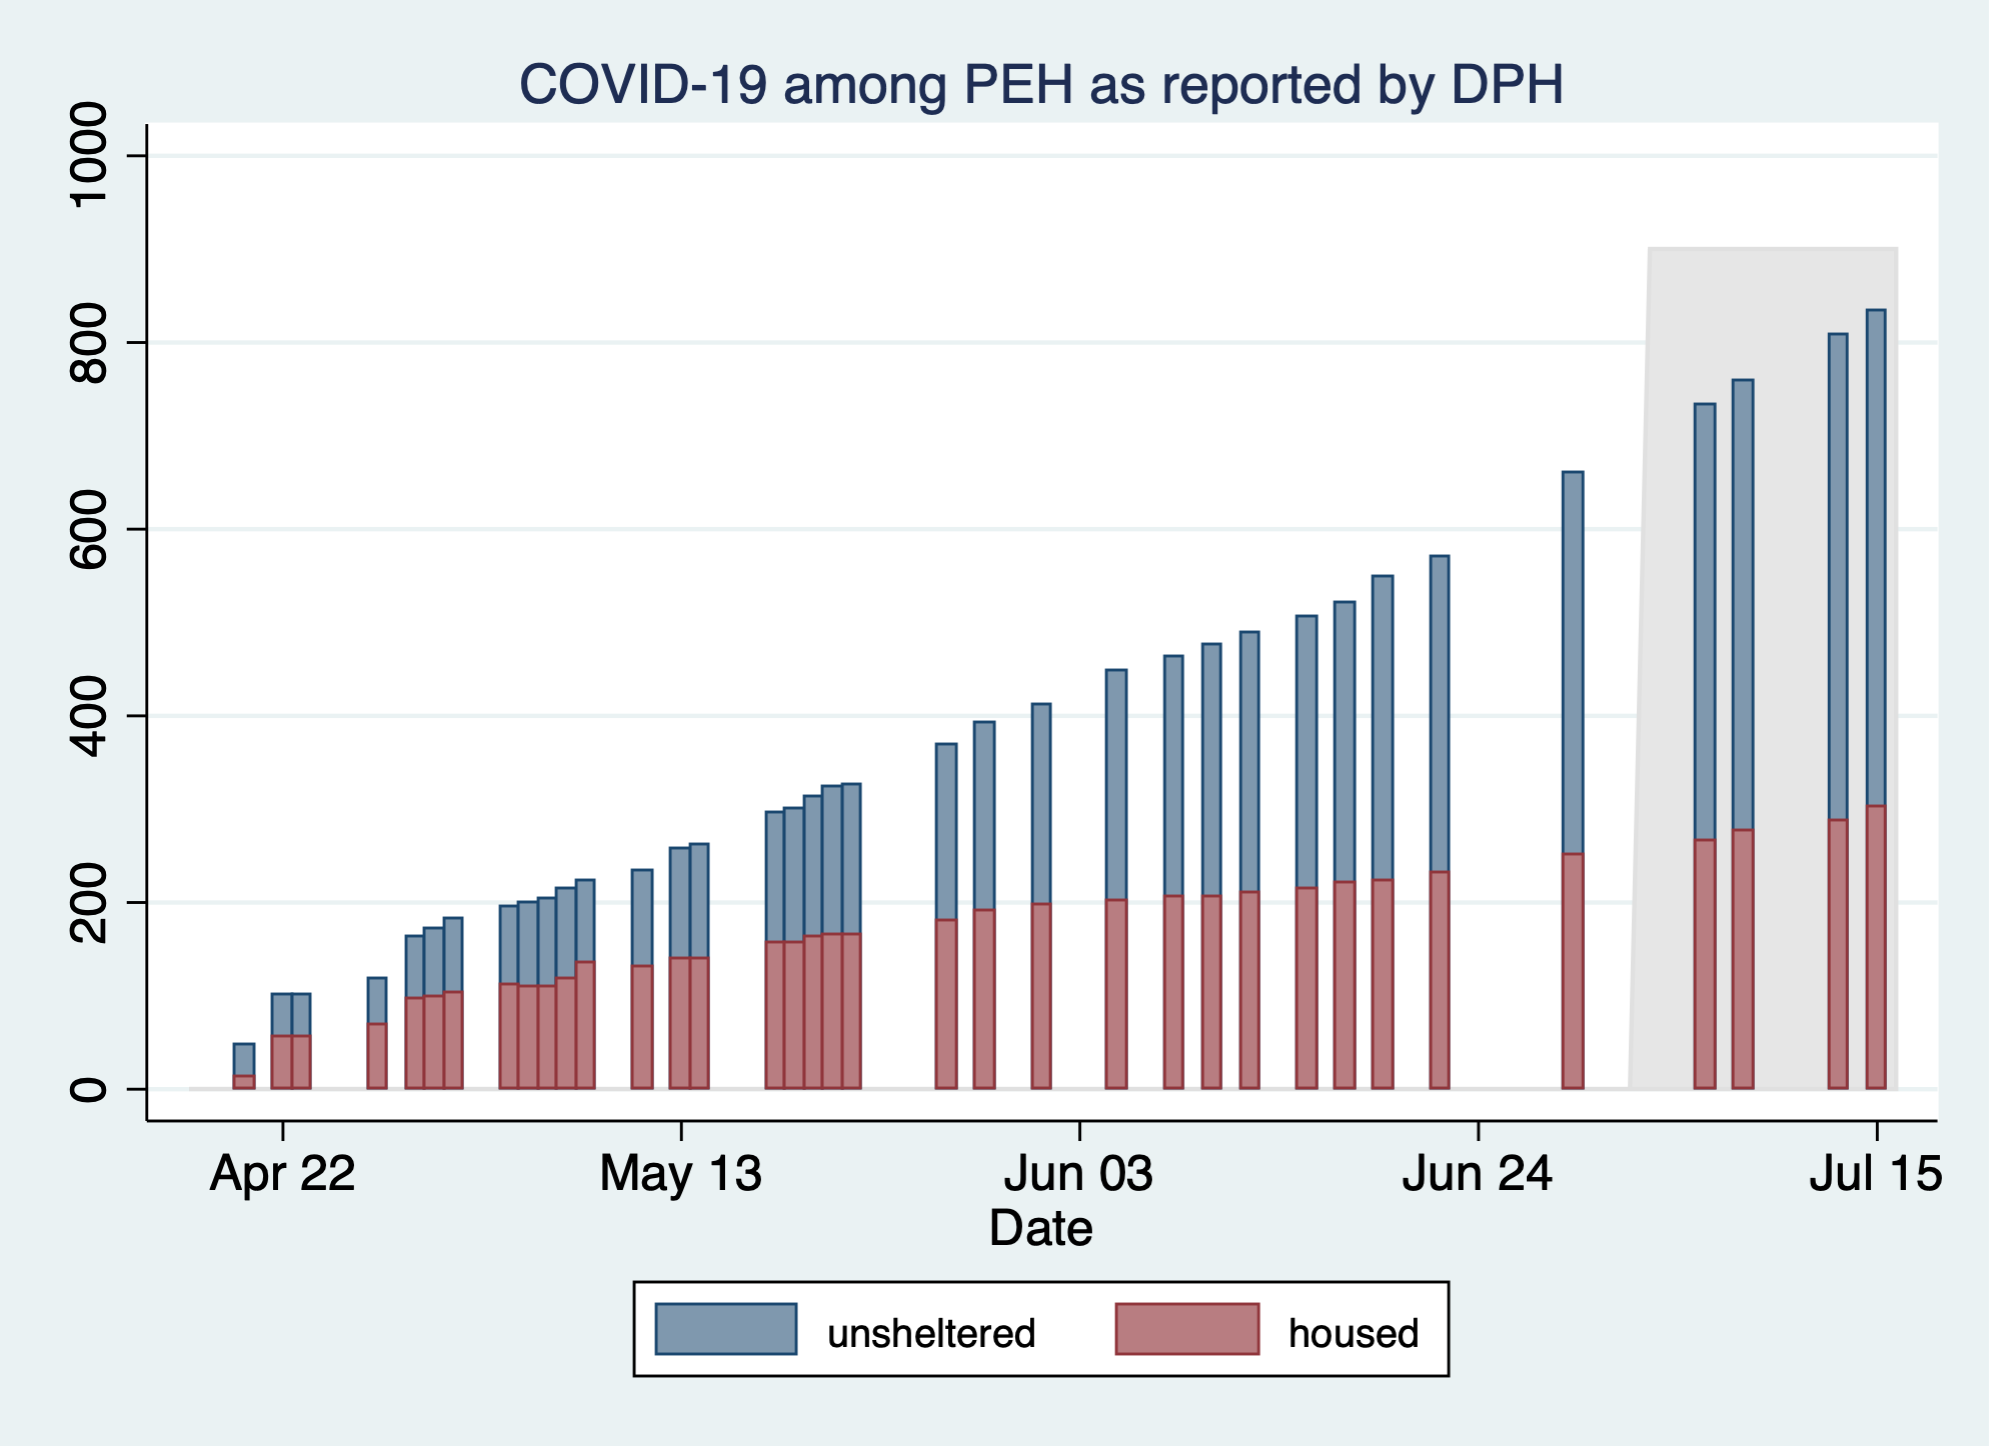 COVID-19 among PEH as reported by DPH
1000
800
600
400
200
0
Apr 22
May 13
Jun 03
Jun 24
Jul 15
Date
unsheltered
housed